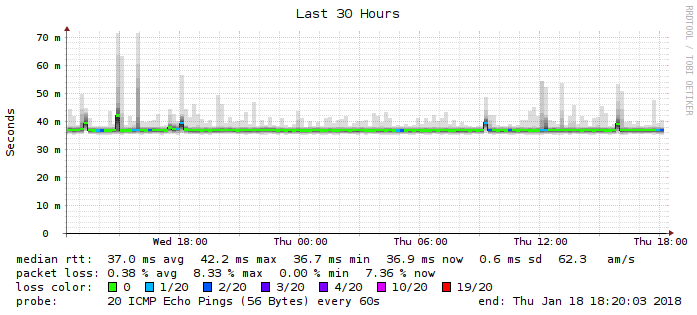 Last 30 Hours
RRDTOOL / TOBI OETIKER
Seconds
70 m
60 m
50 m
40 m
30 m
20 m
10 m
0
Wed 18:00 Thu 00:00 Thu 06:00 Thu 12:00 Thu 18:00
median rtt: 37.0 ms avg 42.2 ms max 36.7 ms min 36.9 ms now 0.6 ms sd 62.3 am/s
packet loss: 0.38 % avg 8.33 % max 0.00 % min 7.36 % now
loss color: 0 1/20 2/20 3/20 4/20 10/20 19/20
probe: 20 ICMP Echo Pings (56 Bytes) every 60s end: Thu Jan 18 18:20:03 2018